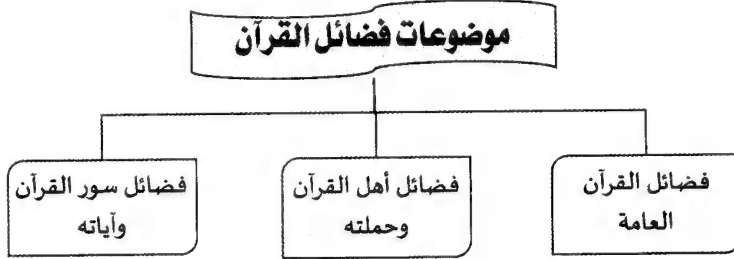 موضوعات فضائل القرآن
فضائل القرآن
العامة
فضائل أهل القرآن
وحملته
فضائل سور القرآن
وآياته